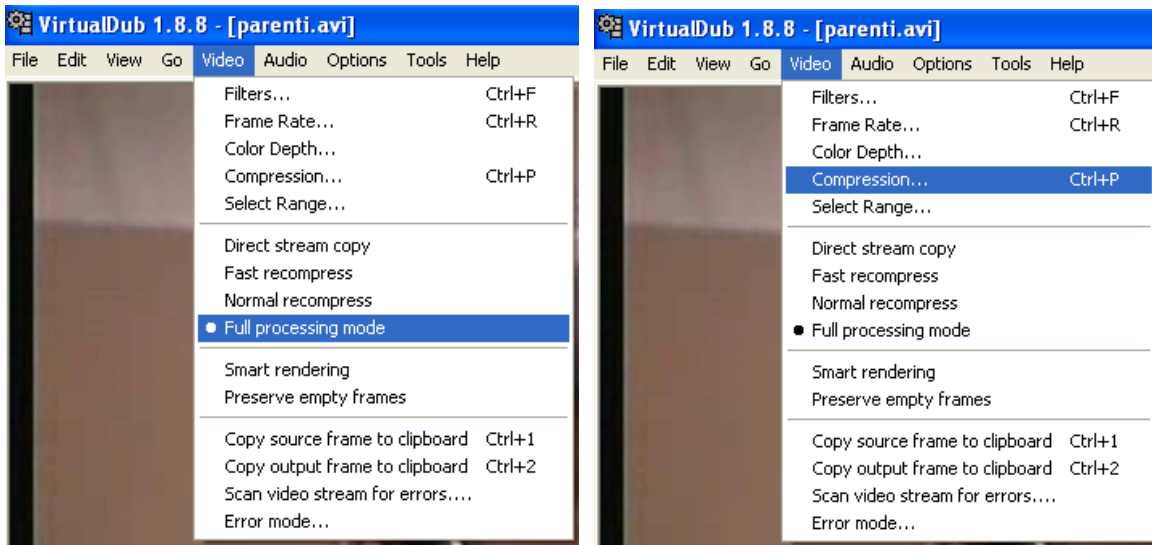 VirtualDub 1.8.8 - [parenti.avi]
File Edit View Go Video Audio Options Tools Help
Filters... Ctrl+F
Frame Rate... Ctrl+R
Color Depth...
Compression... Ctrl+P
Select Range...
Direct stream copy
Fast recompress
Normal recompress
Full processing mode
Smart rendering
Preserve empty frames
Copy source frame to clipboard Ctrl+1
Copy output frame to clipboard Ctrl+2
Scan video stream for errors....
Error mode...
VirtualDub 1.8.8 - [parenti.avi]
File Edit View Go Video Audio Options Tools Help
Filters... Ctrl+F
Frame Rate... Ctrl+R
Color Depth...
Compression... Ctrl+P
Select Range...
Direct stream copy
Fast recompress
Normal recompress
Full processing mode
Smart rendering
Preserve empty frames
Copy source frame to clipboard Ctrl+1
Copy output frame to clipboard Ctrl+2
Scan video stream for errors....
Error mode...